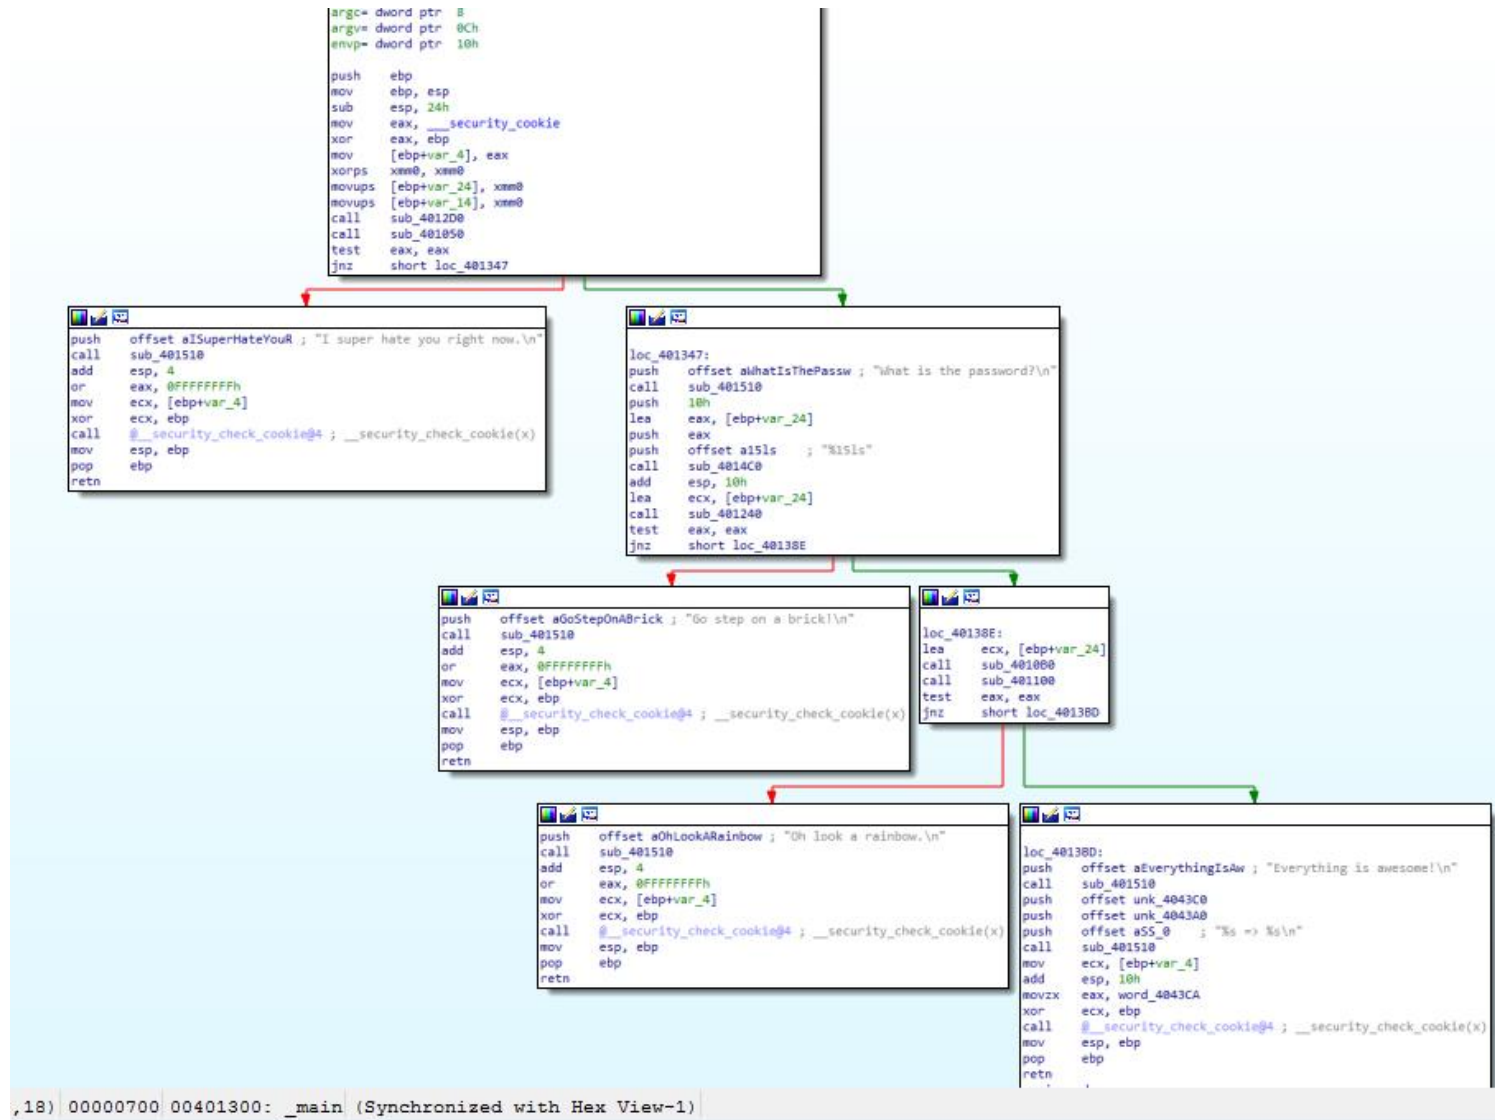 argc= dword ptr  8
argv= dword ptr  0Ch
envp= dword ptr  10h
push    ebp
mov     ebp, esp
sub     esp, 24h
mov     eax, ___security_cookie
xor     eax, ebp
mov     [ebp+var_4], eax
xorps   xmm0, xmm0
movups  [ebp+var_24], xmm0
movups  [ebp+var_14], xmm0
call    sub_4012D0
call    sub_401050
test    eax, eax
jnz     short loc_401347
push    offset aISuperHateYouR ; "I super hate you right now.\n"
call    sub_401510
add     esp, 4
or      eax, 0FFFFFFFFh
mov     ecx, [ebp+var_4]
xor     ecx, ebp
call    @__security_check_cookie@4 ; __security_check_cookie(x)
mov     esp, ebp
pop     ebp
retn
loc_401347:
push    offset aWhatIsThePassw ; "What is the password?\n"
call    sub_401510
push    10h
lea     eax, [ebp+var_24]
push    eax
push    offset a15ls    ; "%15ls"
call    sub_4014C0
add     esp, 10h
lea     ecx, [ebp+var_24]
call    sub_401240
test    eax, eax
jnz     short loc_40138E
push    offset aGoStepOnABrick ; "Go step on a brick!\n"
call    sub_401510
add     esp, 4
or      eax, 0FFFFFFFFh
mov     ecx, [ebp+var_4]
xor     ecx, ebp
call    @__security_check_cookie@4 ; __security_check_cookie(x)
mov     esp, ebp
pop     ebp
retn
loc_40138E:
lea     ecx, [ebp+var_24]
call    sub_4010B0
call    sub_401100
test    eax, eax
jnz     short loc_4013BD
push    offset aOhLookARainbow ; "Oh look a rainbow.\n"
call    sub_401510
add     esp, 4
or      eax, 0FFFFFFFFh
mov     ecx, [ebp+var_4]
xor     ecx, ebp
call    @__security_check_cookie@4 ; __security_check_cookie(x)
mov     esp, ebp
pop     ebp
retn
loc_4013BD:
push    offset aEverythingIsAw ; "Everything is awesome!\n"
call    sub_401510
push    offset unk_4043C0
push    offset unk_4043A0
push    offset aSS_0    ; "%s => %s\n"
call    sub_401510
mov     ecx, [ebp+var_4]
add     esp, 10h
movzx   eax, word_4043CA
xor     ecx, ebp
call    @__security_check_cookie@4 ; __security_check_cookie(x)
mov     esp, ebp
pop     ebp
retn
,18) 00000700 00401300: _main (Synchronized with Hex View-1)